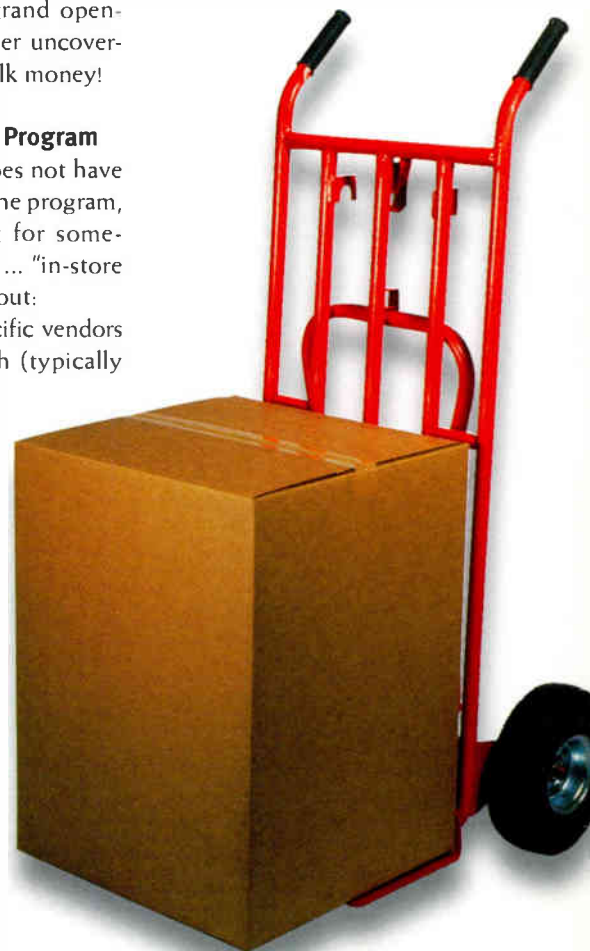 grand open-
er uncover-
lk money!
Program
oes not have
he program,
for some-
... "in-store
out:
cific vendors
h (typically